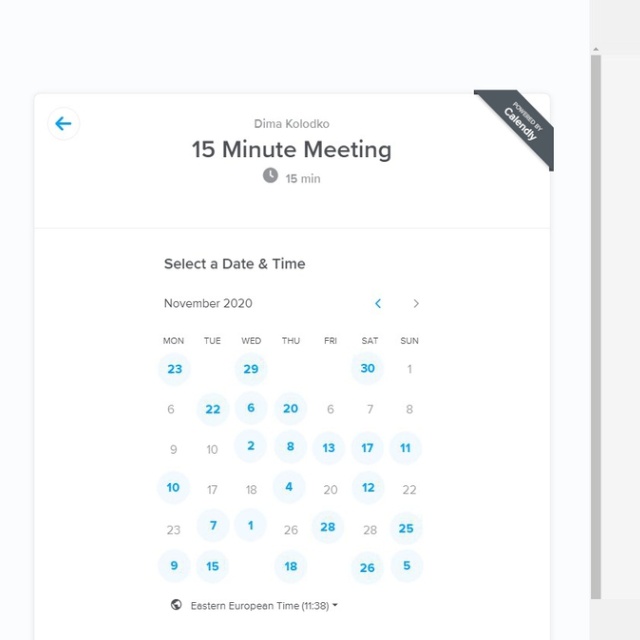 POWERED BY
Calendly
Dima Kolodko
15 Minute Meeting
15 min
Select a Date & Time
November 2020
MON TUE WED THU FRI SAT SUN
23 29 30 1
6 22 6 20 6 7 8
9 10 2 8 13 17 11
10 17 18 4 20 12 22
23 7 1 26 28 28 25
9 15 18 26 5
Eastern European Time (11:38)